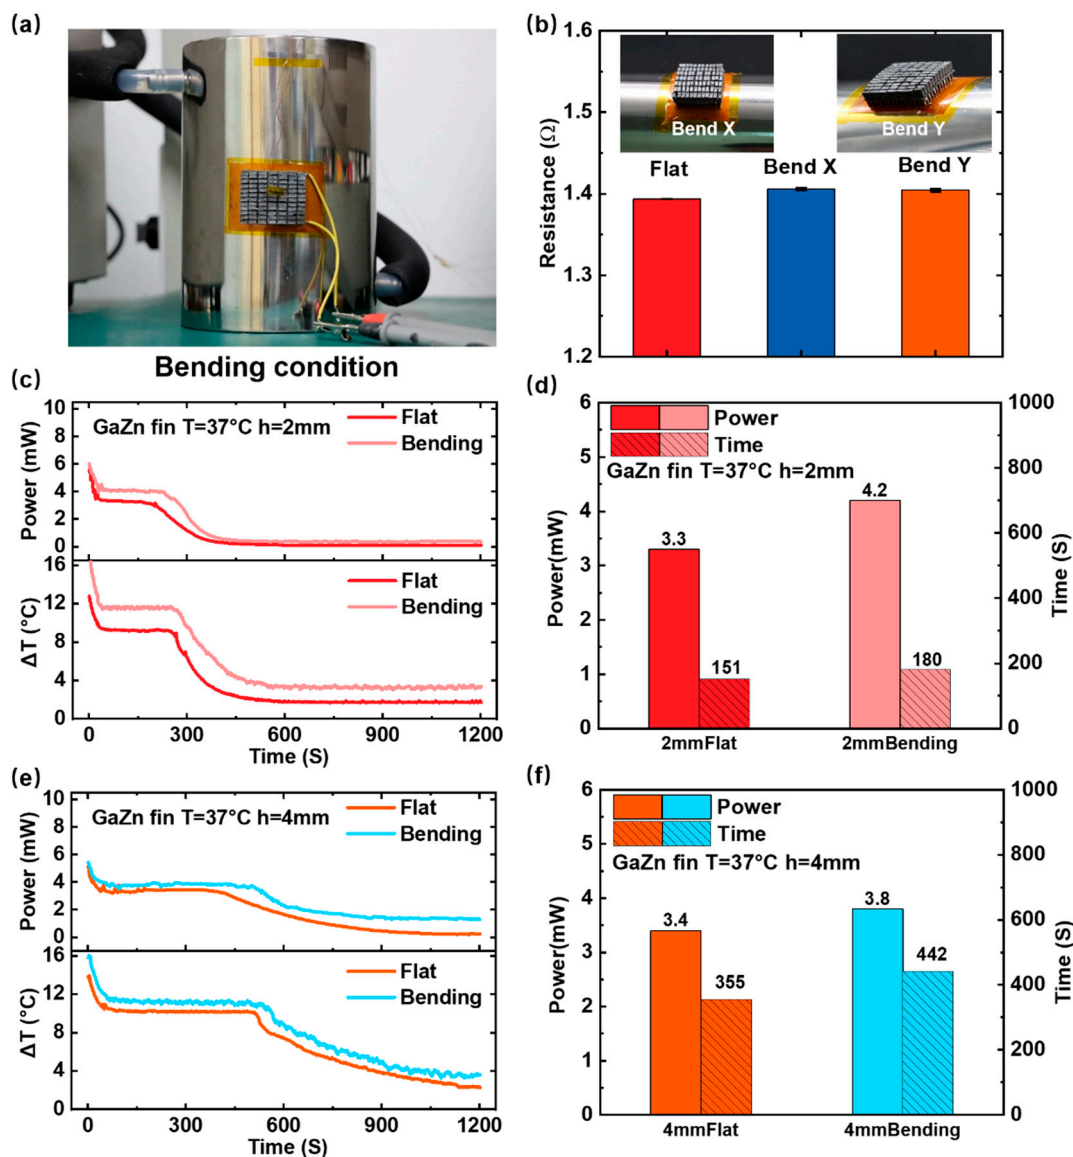 (a)
Bending condition
(b)
1.6
1.5
1.4
1.3
1.2
Resistance (Ω)
Bend X
Bend Y
Flat
Bend X
Bend Y
(c)
10
8
6
4
2
0
Power (mW)
GaZn fin T=37°C h=2mm
Flat
Bending
16
12
8
4
0
ΔT (°C)
Flat
Bending
0 300 600 900 1200
Time (S)
(d)
6
5
4
3
2
1
0
Power(mW)
Power
Time
GaZn fin T=37°C h=2mm
3.3
151
4.2
180
2mmFlat 2mmBending
1000
800
600
400
200
0
Time (S)
(e)
10
8
6
4
2
0
Power (mW)
GaZn fin T=37°C h=4mm
Flat
Bending
16
12
8
4
0
ΔT (°C)
Flat
Bending
0 300 600 900 1200
Time (S)
(f)
6
5
4
3
2
1
0
Power(mW)
Power
Time
GaZn fin T=37°C h=4mm
3.4
355
3.8
442
4mmFlat 4mmBending
1000
800
600
400
200
0
Time (S)